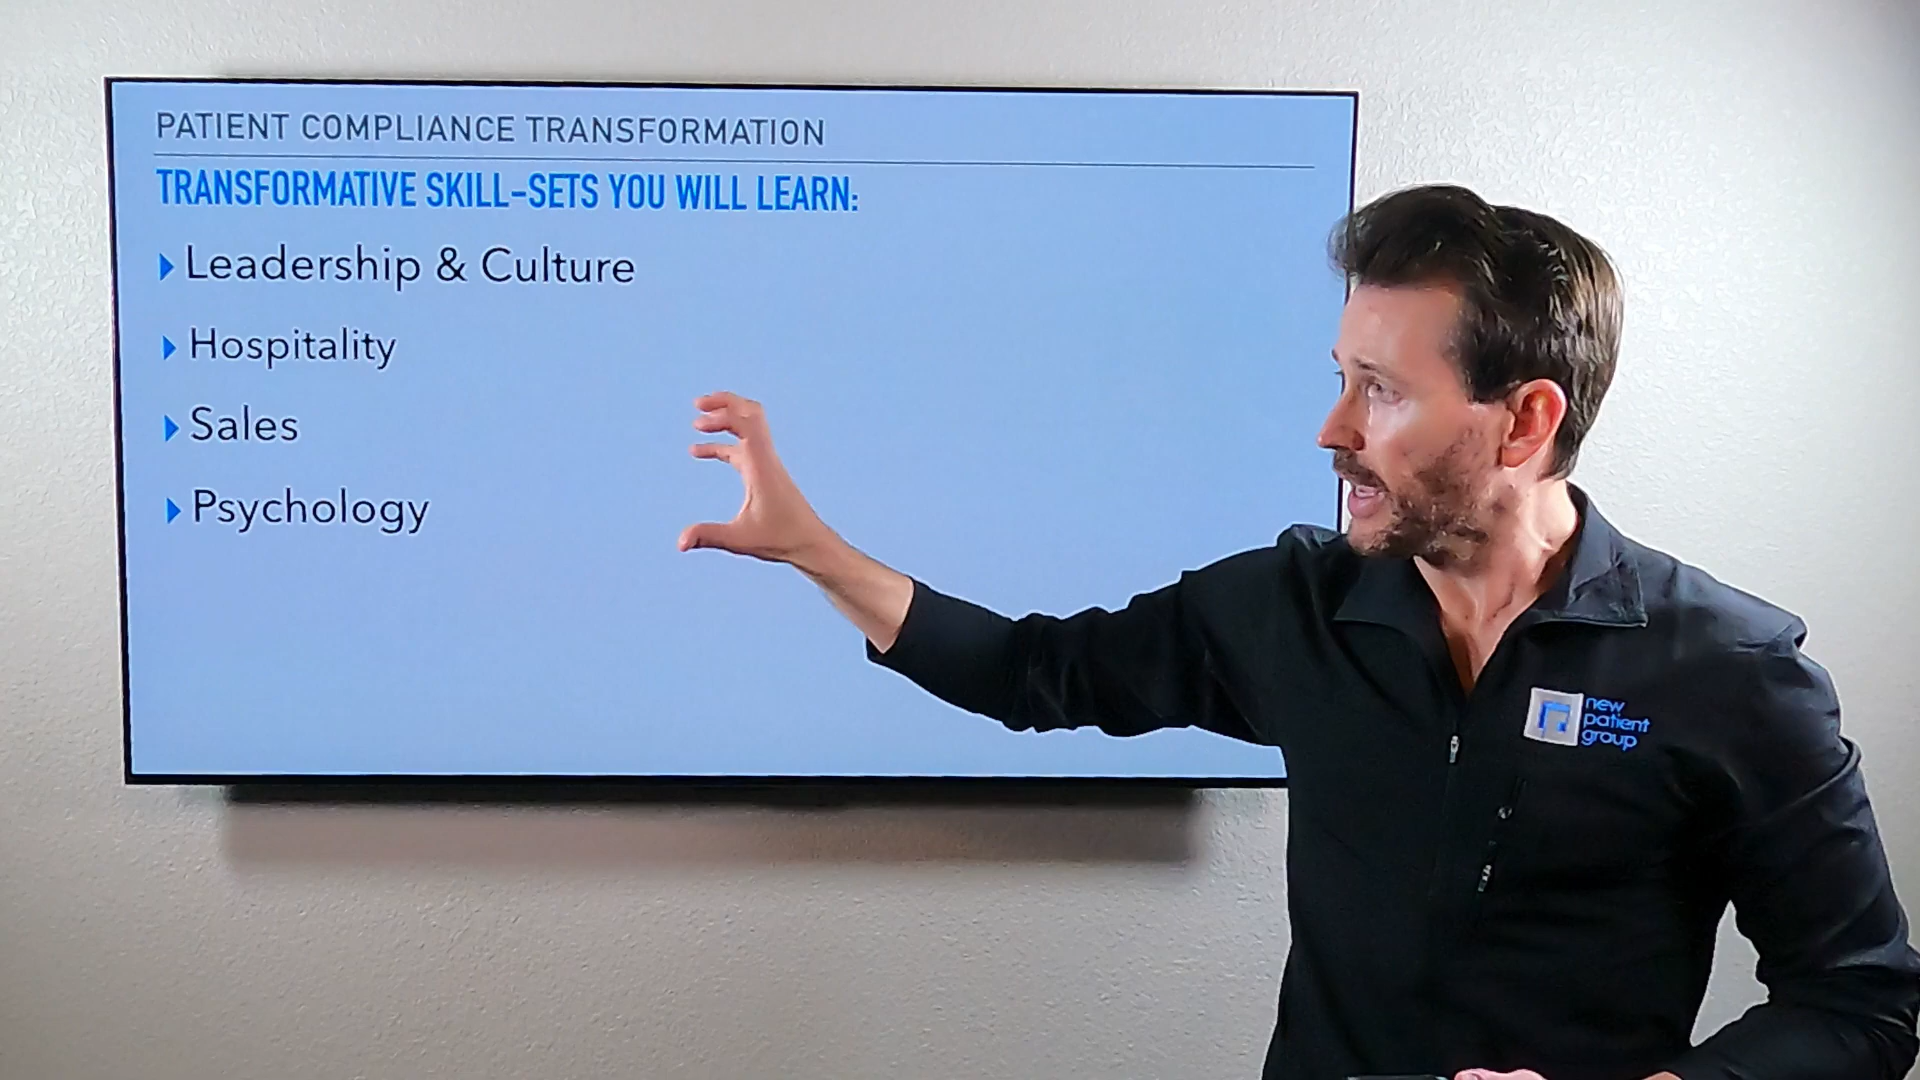 PATIENT COMPLIANCE TRANSFORMATION
TRANSFORMATIVE SKILL-SETS YOU WILL LEARN:
Leadership & Culture
Hospitality
Sales
Psychology
new
patient
group